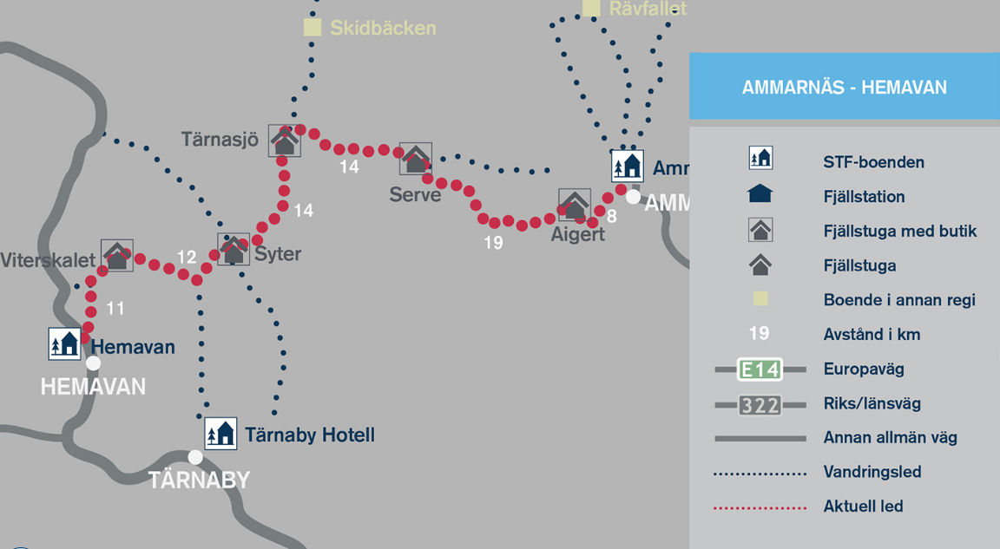 Rävfallet
Skidbäcken
Tärnasjö
14
Serve
14
19
Aigert
8
Amm
AMM
Viterskalet
12
Syter
11
Hemavan
HEMAVAN
Tärnaby Hotell
TÄRNABY
AMMARNÄS - HEMAVAN
STF-boenden
Fjällstation
Fjällstuga med butik
Fjällstuga
Boende i annan regi
19 Avstånd i km
E14 Europaväg
322 Riks/länsväg
Annan allmän väg
Vandringsled
Aktuell led